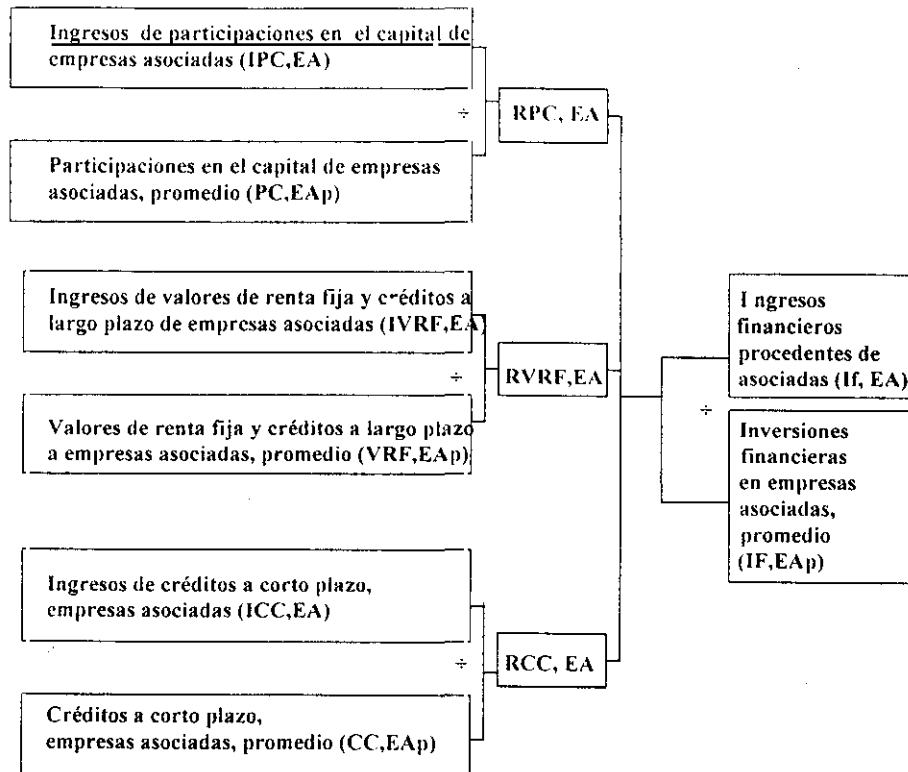 Ingresos de participaciones en el capital de
empresas asociadas (IPC,EA)
÷
RPC, EA
Participaciones en el capital de empresas
asociadas, promedio (PC,EAp)
Ingresos de valores de renta fija y créditos a
largo plazo de empresas asociadas (IVRF,EA)
÷
RVRF,EA
Valores de renta fija y créditos a largo plazo
a empresas asociadas, promedio (VRF,EAp)
I ngresos
financieros
procedentes de
asociadas (If, EA)
÷
Inversiones
financieras
en empresas
asociadas,
promedio
(IF,EAp)
Ingresos de créditos a corto plazo,
empresas asociadas (ICC,EA)
÷
RCC, EA
Créditos a corto plazo,
empresas asociadas, promedio (CC,EAp)